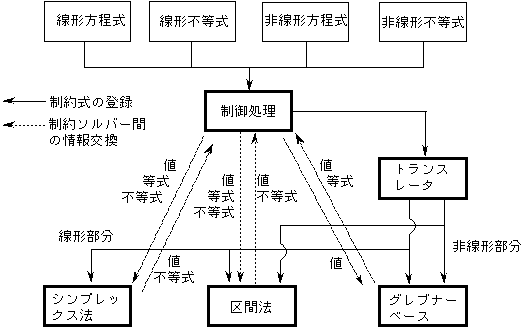 線形方程式
線形不等式
非線形方程式
非線形不等式
制約式の登録
制約ソルバー間
の情報交換
制御処理
トランス
レータ
値
等式
不等式
値
等式
不等式
値
不等式
値
等式
線形部分
非線形部分
値
不等式
値
シンプレッ
クス法
区間法
グレブナー
ベース